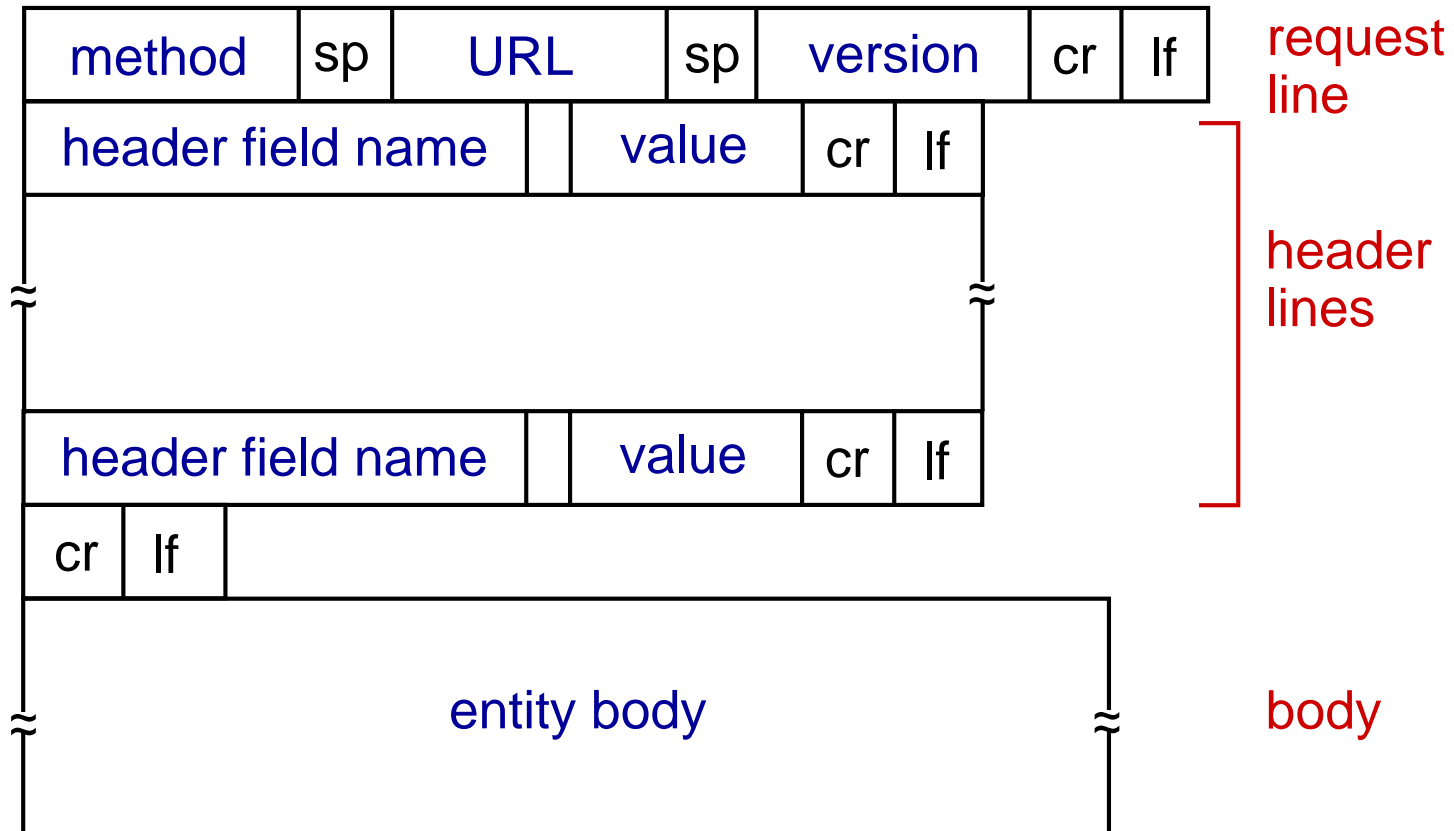 method sp URL sp version cr lf
request
line
header field name value cr lf
header
lines
header field name value cr lf
cr lf
entity body
body